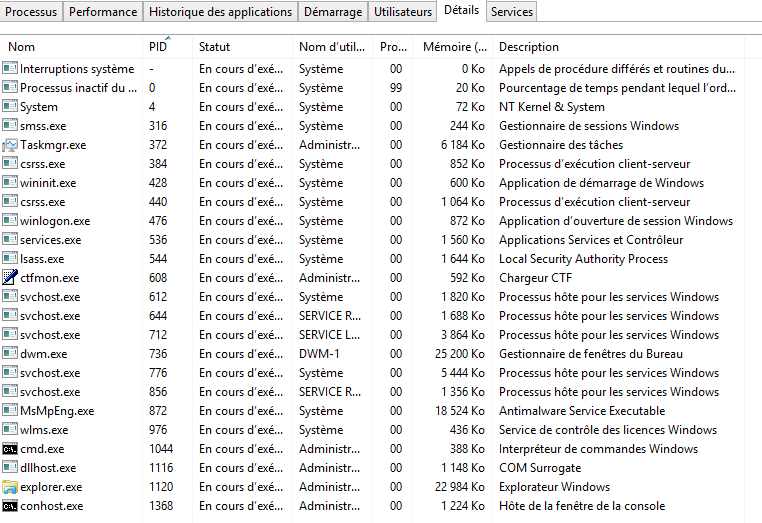 Processus Performance Historique des applications Démarrage Utilisateurs Détails Services
Nom PID Statut Nom d'util... Pro... Mémoire (... Description
Interruptions système - En cours d'exé... Système 00 0 Ko Appels de procédure différés et routines du...
Processus inactif du ... 0 En cours d'exé... Système 99 20 Ko Pourcentage de temps pendant lequel l'ord...
System 4 En cours d'exé... Système 00 72 Ko NT Kernel & System
smss.exe 316 En cours d'exé... Système 00 244 Ko Gestionnaire de sessions Windows
Taskmgr.exe 372 En cours d'exé... Administr... 00 6 184 Ko Gestionnaire des tâches
csrss.exe 384 En cours d'exé... Système 00 852 Ko Processus d'exécution client-serveur
wininit.exe 428 En cours d'exé... Système 00 600 Ko Application de démarrage de Windows
csrss.exe 440 En cours d'exé... Système 00 1 064 Ko Processus d'exécution client-serveur
winlogon.exe 476 En cours d'exé... Système 00 872 Ko Application d'ouverture de session Windows
services.exe 536 En cours d'exé... Système 00 1 560 Ko Applications Services et Contrôleur
lsass.exe 544 En cours d'exé... Système 00 1 644 Ko Local Security Authority Process
ctfmon.exe 608 En cours d'exé... Administr... 00 592 Ko Chargeur CTF
svchost.exe 612 En cours d'exé... Système 00 1 820 Ko Processus hôte pour les services Windows
svchost.exe 644 En cours d'exé... SERVICE R... 00 1 688 Ko Processus hôte pour les services Windows
svchost.exe 712 En cours d'exé... SERVICE L... 00 3 864 Ko Processus hôte pour les services Windows
dwm.exe 736 En cours d'exé... DWM-1 00 25 200 Ko Gestionnaire de fenêtres du Bureau
svchost.exe 776 En cours d'exé... Système 00 5 444 Ko Processus hôte pour les services Windows
svchost.exe 856 En cours d'exé... SERVICE R... 00 1 356 Ko Processus hôte pour les services Windows
MsMpEng.exe 872 En cours d'exé... Système 00 18 524 Ko Antimalware Service Executable
wlms.exe 976 En cours d'exé... Système 00 436 Ko Service de contrôle des licences Windows
cmd.exe 1044 En cours d'exé... Administr... 00 388 Ko Interpréteur de commandes Windows
dllhost.exe 1116 En cours d'exé... Administr... 00 1 148 Ko COM Surrogate
explorer.exe 1120 En cours d'exé... Administr... 00 22 984 Ko Explorateur Windows
conhost.exe 1368 En cours d'exé... Administr... 00 1 224 Ko Hôte de la fenêtre de la console